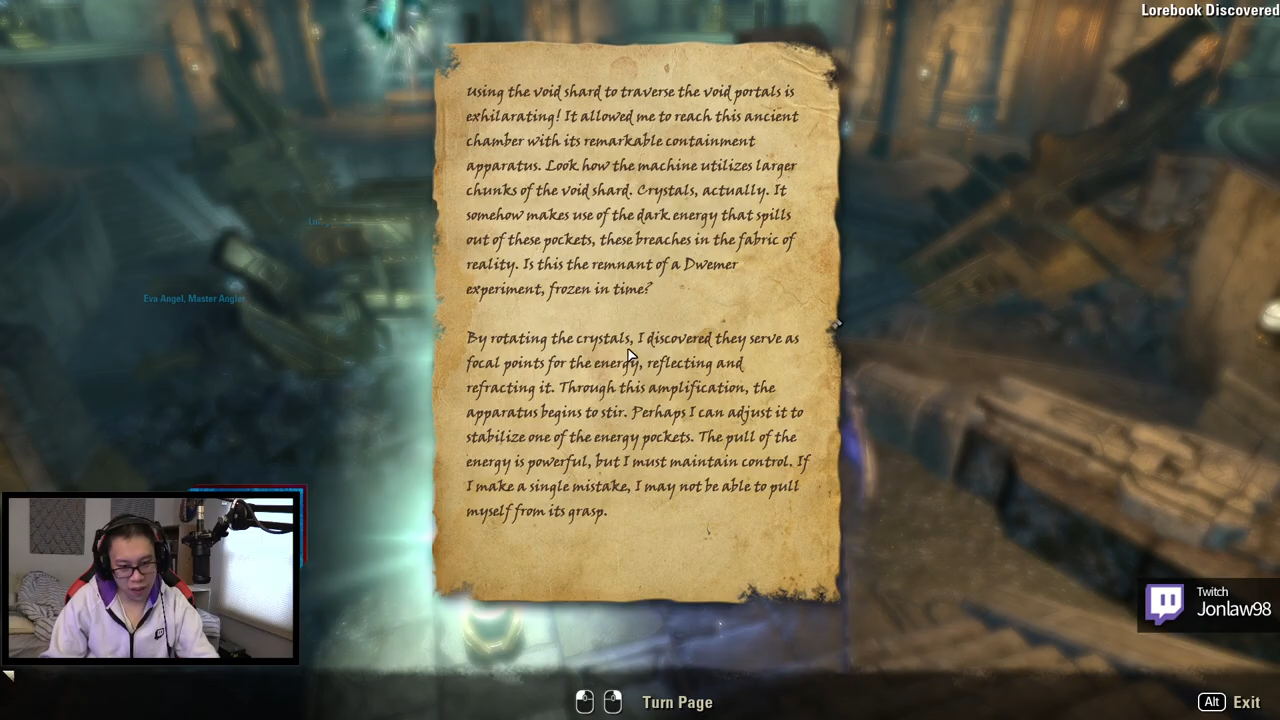 Lorebook Discovered
using the void shard to traverse the void portals is
exhilarating! It allowed me to reach this ancient
chamber with its remarkable containment
apparatus. Look how the machine utilizes larger
chunks of the void shard. Crystals, actually. It
somehow makes use of the dark energy that spills
out of these pockets, these breaches in the fabric of
reality. Is this the remnant of a Dwemer
experiment, frozen in time?
By rotating the crystals, I discovered they serve as
focal points for the energy, reflecting and
refracting it. Through this amplification, the
apparatus begins to stir. Perhaps I can adjust it to
stabilize one of the energy pockets. The pull of the
energy is powerful, but I must maintain control. If
I make a single mistake, I may not be able to pull
myself from its grasp.
Eva Angel, Master Angler
Twitch
Jonlaw98
Turn Page
Alt Exit